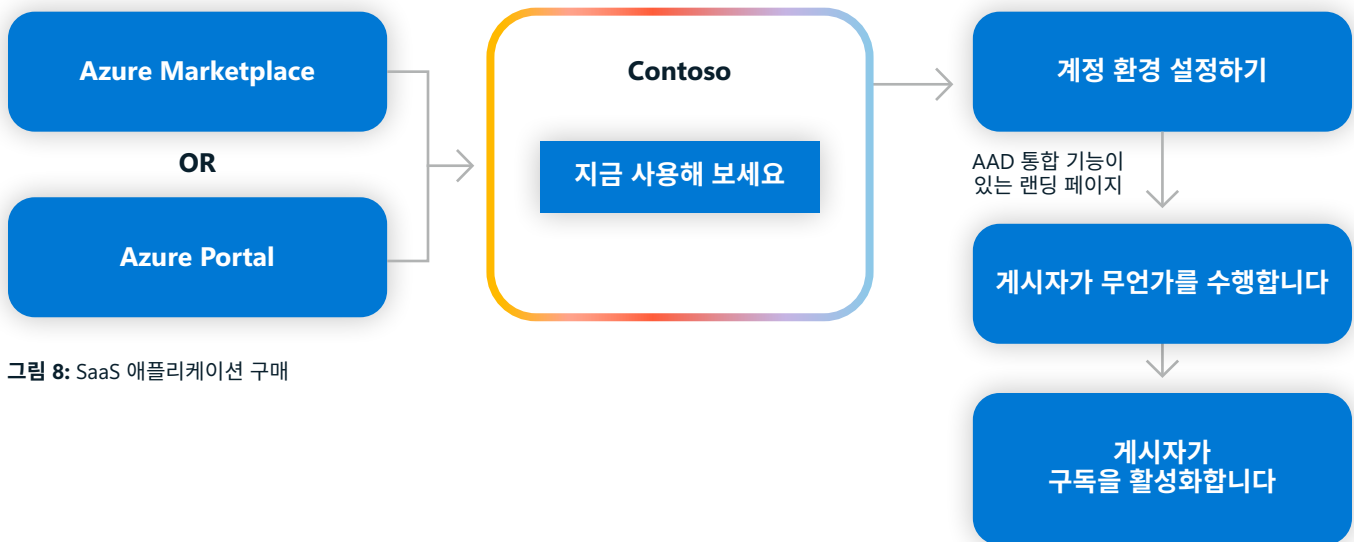 Azure Marketplace
OR
Azure Portal
그림 8: SaaS 애플리케이션 구매
Contoso
지금 사용해 보세요
계정 환경 설정하기
AAD 통합 기능이
있는 랜딩 페이지
게시자가 무언가를 수행합니다
게시자가
구독을 활성화합니다